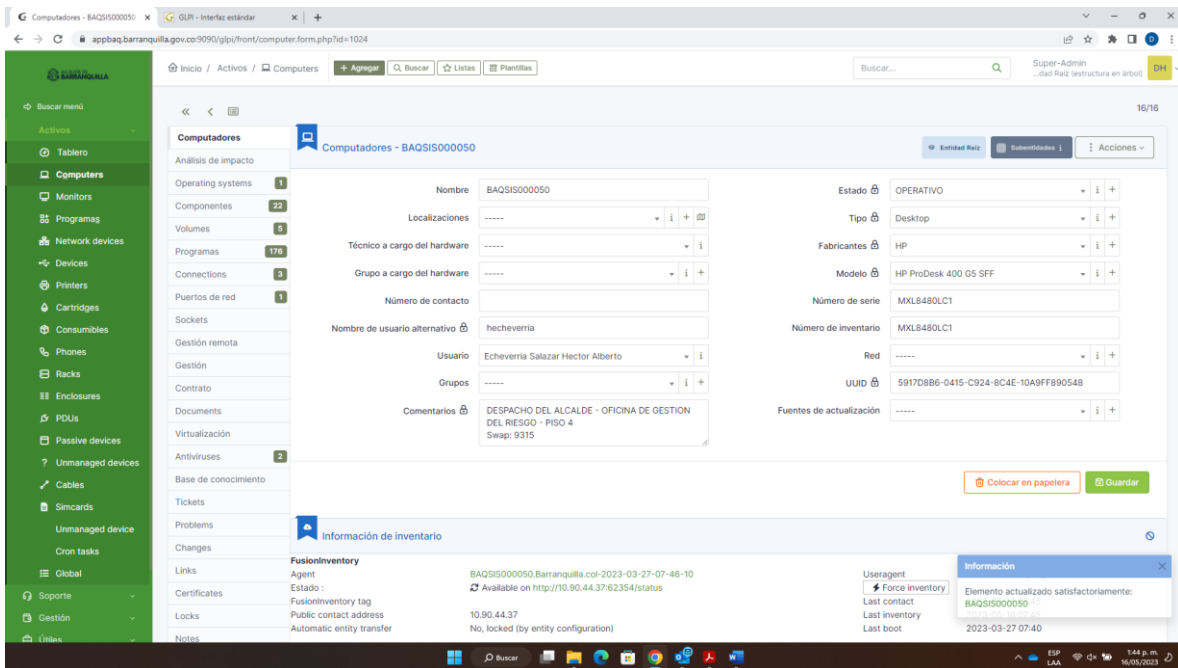 Computadores - BAQSIS000050
GLPI - Interfaz estándar
appbaq.barranquilla.gov.co:9090/glpi/front/computer.form.php?id=1024
D
BARRANQUILLA
Inicio / Activos / Computers
+ Agregar
Buscar
Listas
Plantillas
Buscar...
Super-Admin
...dad Raíz (estructura en árbol)
DH
Buscar menú
Activos
Tablero
Computers
Monitors
Programas
Network devices
Devices
Printers
Cartridges
Consumibles
Phones
Racks
Enclosures
PDUs
Passive devices
Unmanaged devices
Cables
Simcards
Unmanaged device
Cron tasks
Global
Soporte
Gestión
Útiles
16/16
Computadores
Análisis de impacto
Operating systems 1
Componentes 22
Volumes 5
Programas 176
Connections 3
Puertos de red 1
Sockets
Gestión remota
Gestión
Contrato
Documents
Virtualización
Antiviruses 2
Base de conocimiento
Tickets
Problems
Changes
Links
Certificates
Locks
Notes
Computadores - BAQSIS000050
Entidad Raíz
Subentidades i
Acciones
Nombre BAQSIS000050
Estado OPERATIVO
Localizaciones -----
Tipo Desktop
Técnico a cargo del hardware -----
Fabricantes HP
Grupo a cargo del hardware -----
Modelo HP ProDesk 400 G5 SFF
Número de contacto
Número de serie MXL8480LC1
Nombre de usuario alternativo hecheverria
Número de inventario MXL8480LC1
Usuario Echeverria Salazar Hector Alberto
Red -----
Grupos -----
UUID 5917D8B6-0415-C924-8C4E-10A9FF890548
Comentarios DESPACHO DEL ALCALDE - OFICINA DE GESTION
DEL RIESGO - PISO 4
Swap: 9315
Fuentes de actualización -----
Colocar en papelera
Guardar
Información de inventario
FusionInventory
Agent BAQSIS000050.Barranquilla.col-2023-03-27-07-46-10
Useragent
Estado : Available on http://10.90.44.37:62354/status
Force inventory
FusionInventory tag
Last contact
Public contact address 10.90.44.37
Last inventory
Automatic entity transfer No, locked (by entity configuration)
Last boot 2023-03-27 07:40
Información
Elemento actualizado satisfactoriamente:
BAQSIS000050
Buscar
ESP
LAA
1:44 p. m.
16/05/2023